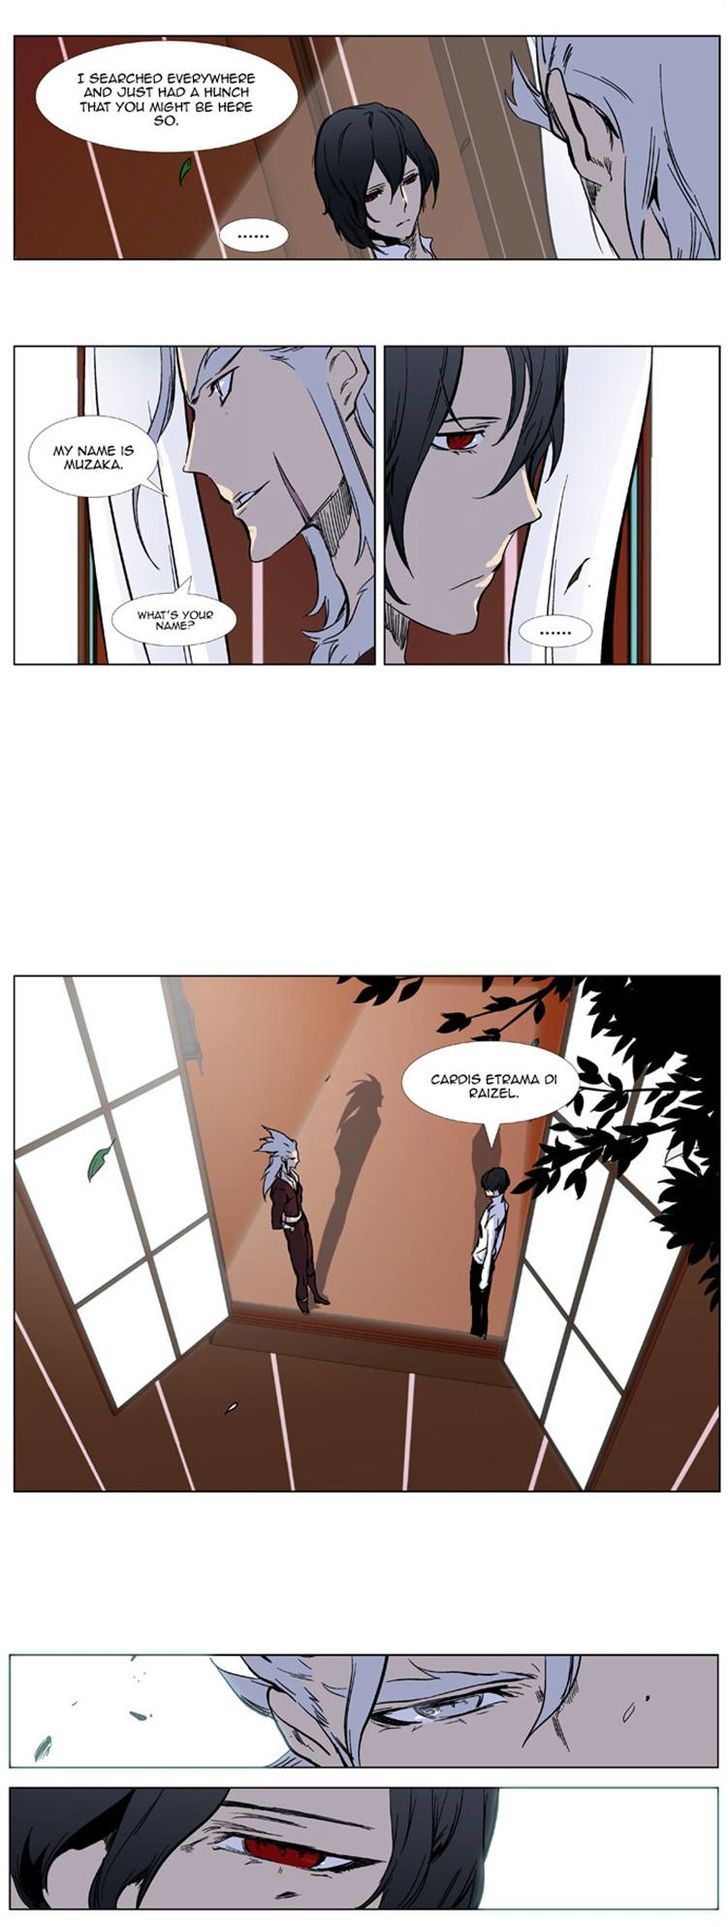 I SEARCHED EVERYWHERE
AND JUST HAD A HUNCH
THAT YOU MIGHT BE HERE
SO.
......
MY NAME IS
MUZAKA.
WHAT'S YOUR
NAME?
......
CARDIS ETRAMA DI
RAIZEL.